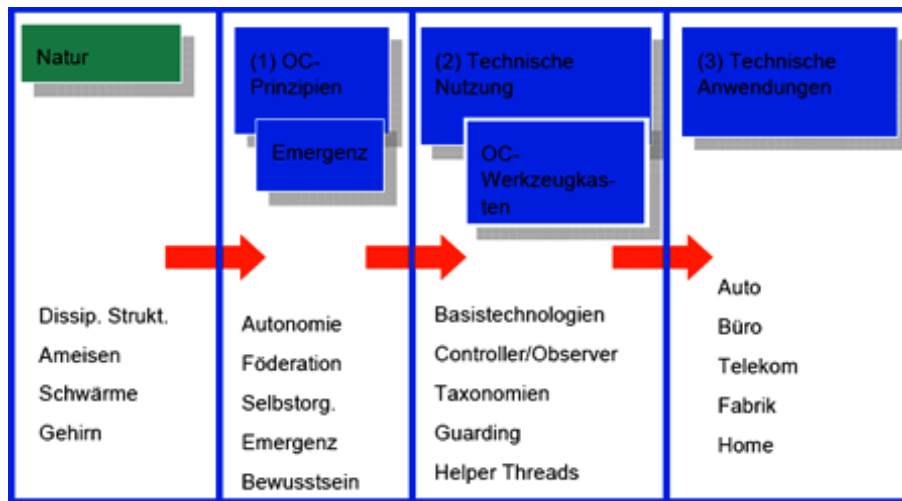 Natur
Dissip. Strukt.
Ameisen
Schwärme
Gehirn
(1) OC-
Prinzipien
Emergenz
Autonomie
Föderation
Selbstorg.
Emergenz
Bewusstsein
(2) Technische
Nutzung
OC-
Werkzeugkas-
ten
Basistechnologien
Controller/Observer
Taxonomien
Guarding
Helper Threads
(3) Technische
Anwendungen
Auto
Büro
Telekom
Fabrik
Home